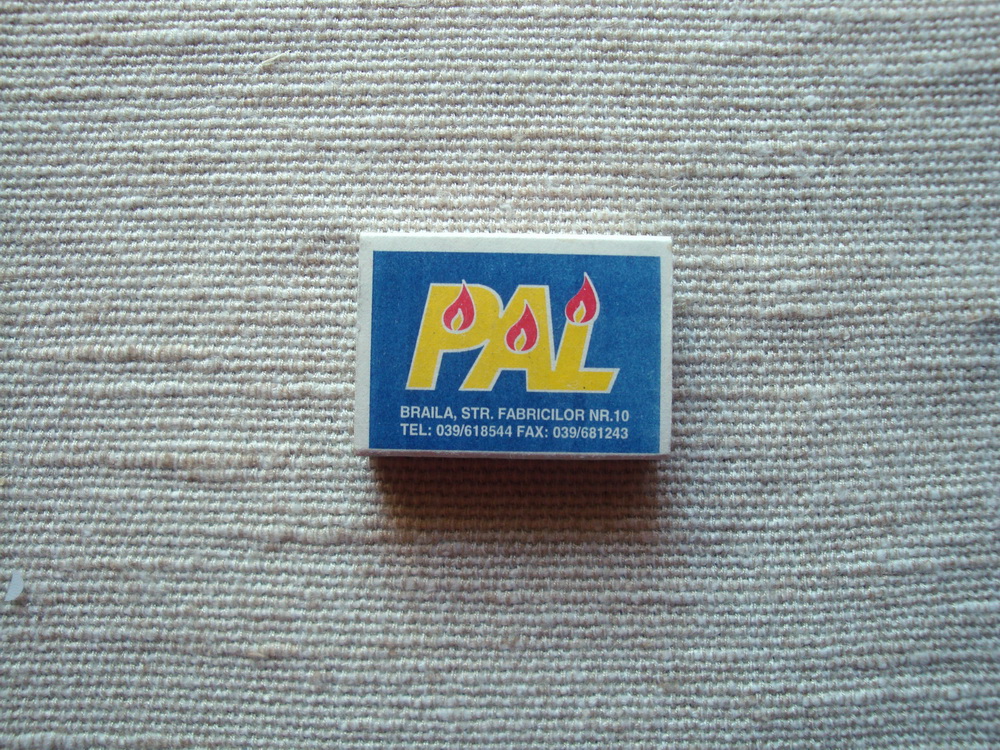 PAL
BRAILA, STR. FABRICILOR NR.10
TEL: 039/618544 FAX: 039/681243